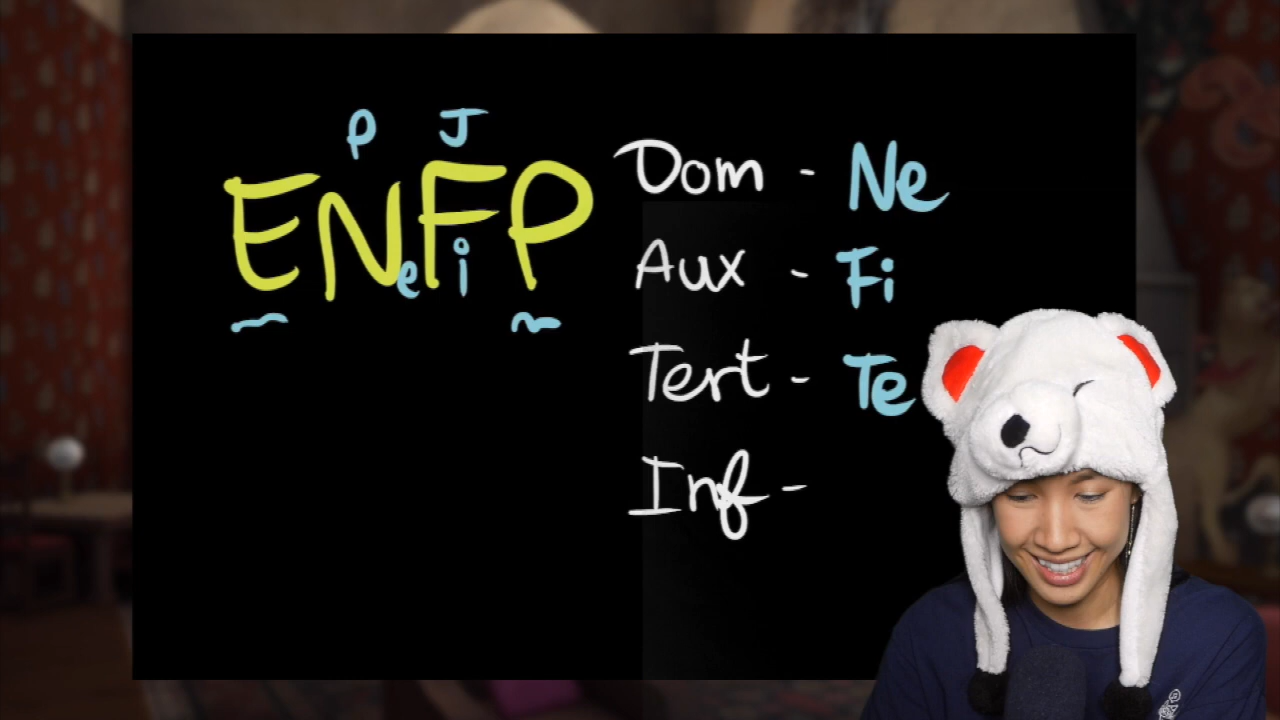 P J
ENFP
e i
Dom - Ne
Aux - Fi
Tert - Te
Inf -